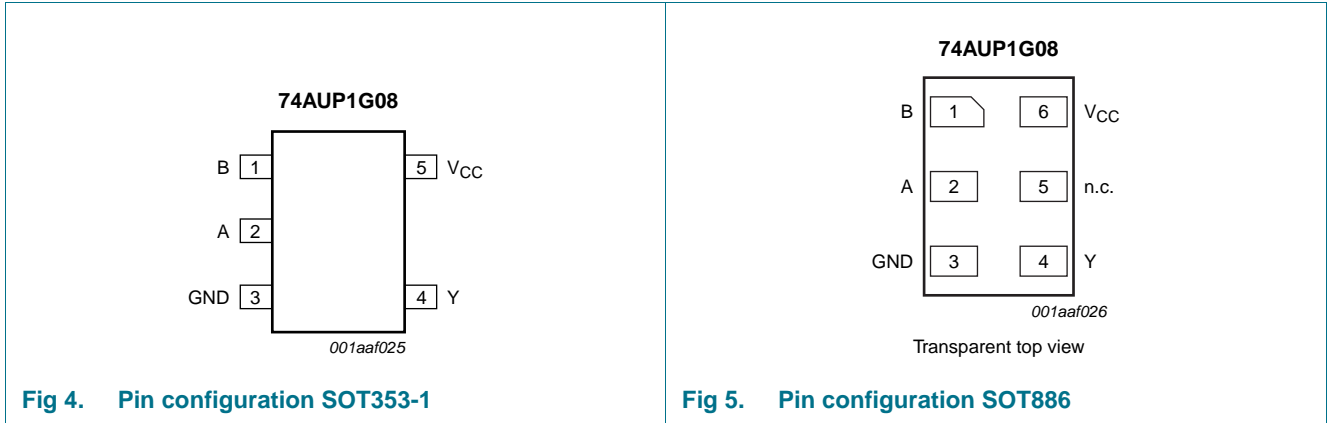 74AUP1G08
B 1 5 VCC
A 2
GND 3 4 Y
001aaf025
Fig 4. Pin configuration SOT353-1
74AUP1G08
B 1 6 VCC
A 2 5 n.c.
GND 3 4 Y
001aaf026
Transparent top view
Fig 5. Pin configuration SOT886